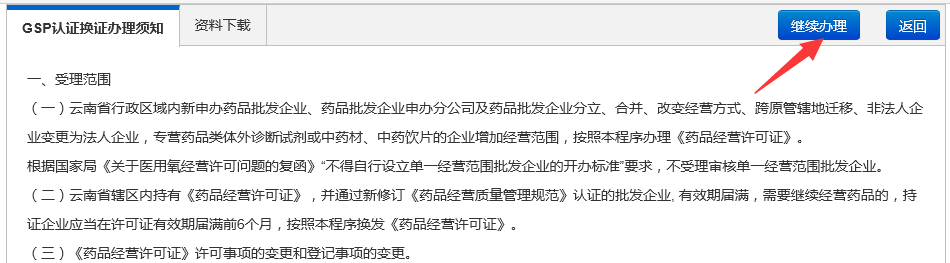 GSP认证换证办理须知 资料下载 继续办理 返回
一、受理范围
（一）云南省行政区域内新申办药品批发企业、药品批发企业申办分公司及药品批发企业分立、合并、改变经营方式、跨原管辖地迁移、非法人企
业变更为法人企业，专营药品类体外诊断试剂或中药材、中药饮片的企业增加经营范围，按照本程序办理《药品经营许可证》。
根据国家局《关于医用氧经营许可问题的复函》“不得自行设立单一经营范围批发企业的开办标准”要求，不受理审核单一经营范围批发企业。
（二）云南省辖区内持有《药品经营许可证》，并通过新修订《药品经营质量管理规范》认证的批发企业, 有效期届满，需要继续经营药品的，持
证企业应当在许可证有效期届满前6个月，按照本程序换发《药品经营许可证》。
（三）《药品经营许可证》许可事项的变更和登记事项的变更。